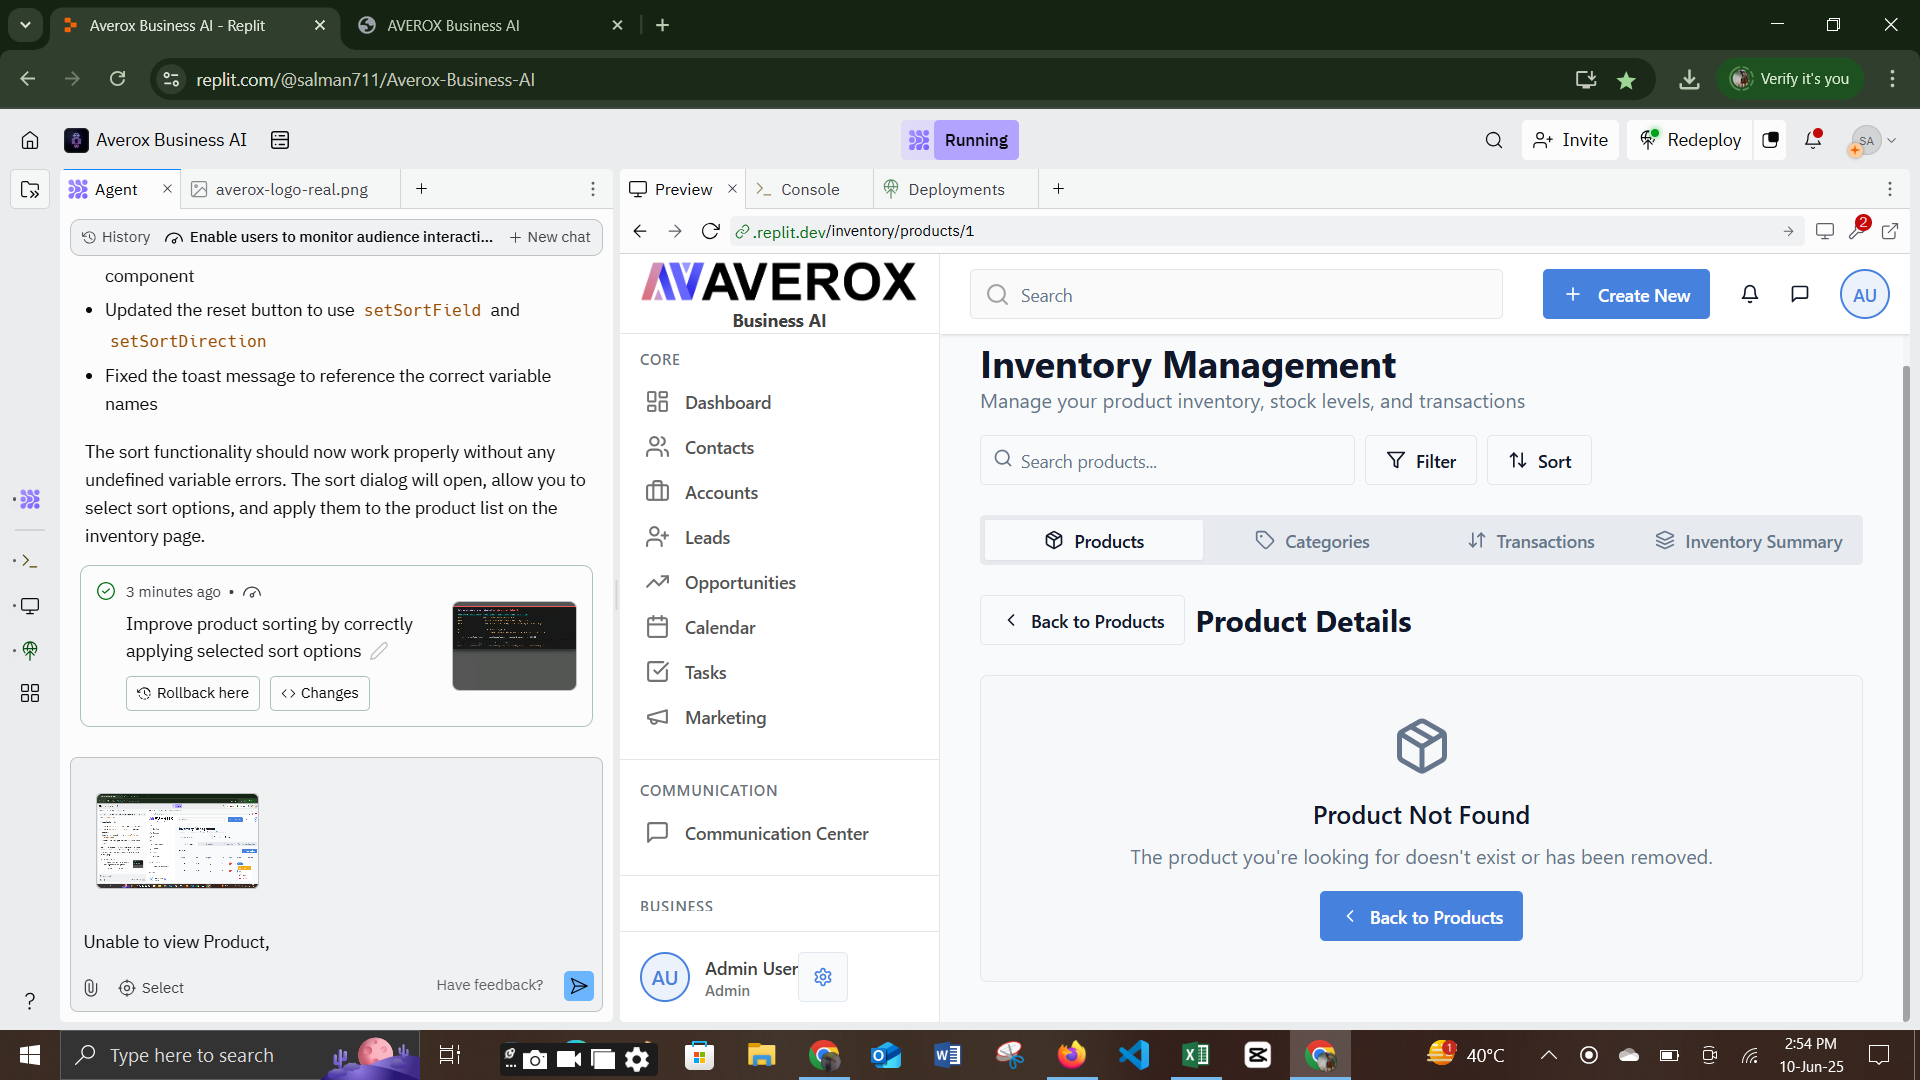 Averox Business AI - Replit
AVEROX Business AI
replit.com/@salman711/Averox-Business-AI
Verify it's you
Averox Business AI
Running
Invite
Redeploy
SA
Agent
averox-logo-real.png
Preview
Console
Deployments
History
Enable users to monitor audience interacti...
New chat
.replit.dev/inventory/products/1
2
component
• Updated the reset button to use setSortField and
setSortDirection
• Fixed the toast message to reference the correct variable
names
The sort functionality should now work properly without any
undefined variable errors. The sort dialog will open, allow you to
select sort options, and apply them to the product list on the
inventory page.
3 minutes ago •
Improve product sorting by correctly
applying selected sort options
Rollback here
Changes
Unable to view Product,
Select
Have feedback?
?
AVEROX
Business AI
CORE
Dashboard
Contacts
Accounts
Leads
Opportunities
Calendar
Tasks
Marketing
COMMUNICATION
Communication Center
BUSINESS
AU
Admin User
Admin
Search
Create New
AU
Inventory Management
Manage your product inventory, stock levels, and transactions
Search products...
Filter
Sort
Products
Categories
Transactions
Inventory Summary
Back to Products
Product Details
Product Not Found
The product you're looking for doesn't exist or has been removed.
Back to Products
Type here to search
1
40°C
2:54 PM
10-Jun-25